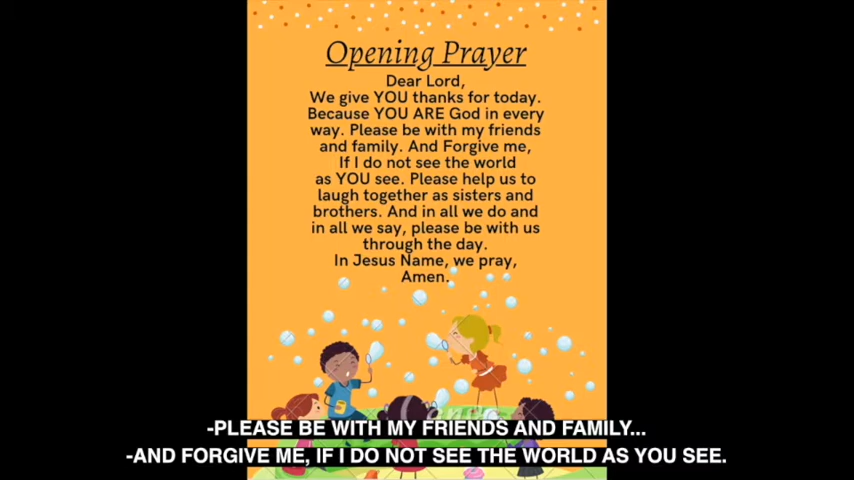 Opening Prayer
Dear Lord,
We give YOU thanks for today.
Because YOU ARE God in every
way. Please be with my friends
and family. And Forgive me,
If I do not see the world
as YOU see. Please help us to
laugh together as sisters and
brothers. And in all we do and
in all we say, please be with us
through the day.
In Jesus Name, we pray,
Amen.
-PLEASE BE WITH MY FRIENDS AND FAMILY...
-AND FORGIVE ME, IF I DO NOT SEE THE WORLD AS YOU SEE.